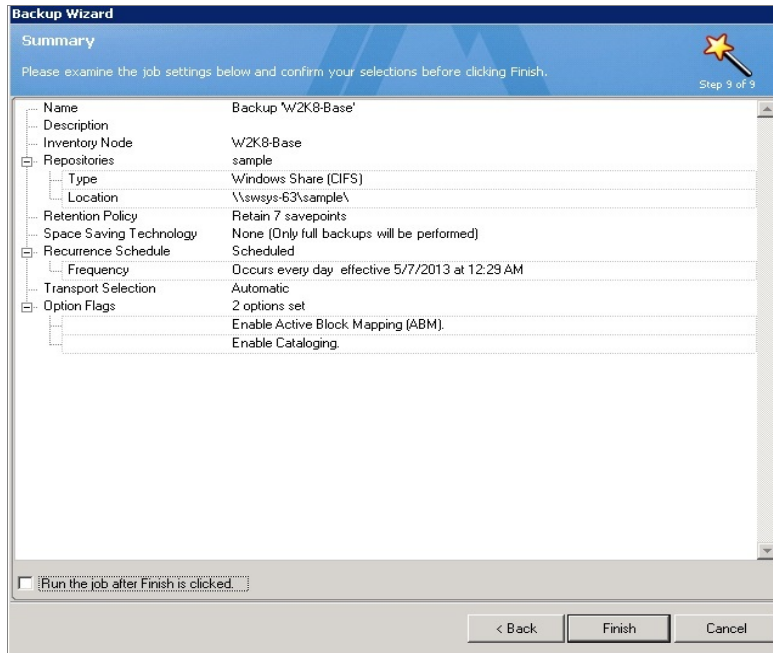 Backup Wizard
Summary
Please examine the job settings below and confirm your selections before clicking Finish.
Step 9 of 9
Name Backup 'W2K8-Base'
Description
Inventory Node W2K8-Base
Repositories sample
Type Windows Share (CIFS)
Location \\swsys-63\sample\
Retention Policy Retain 7 savepoints
Space Saving Technology None (Only full backups will be performed)
Recurrence Schedule Scheduled
Frequency Occurs every day effective 5/7/2013 at 12:29 AM
Transport Selection Automatic
Option Flags 2 options set
Enable Active Block Mapping (ABM).
Enable Cataloging.
Run the job after Finish is clicked.
< Back Finish Cancel